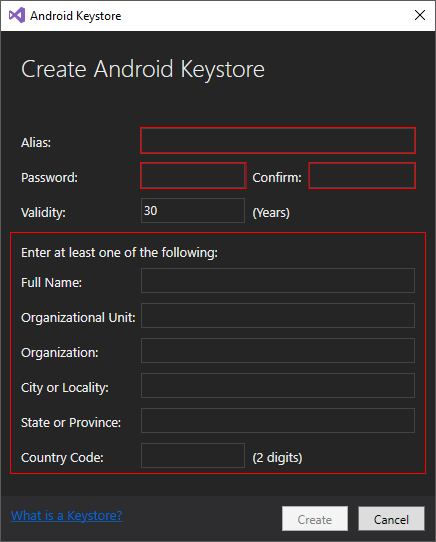 Android Keystore
Create Android Keystore
Alias:
Password: Confirm:
Validity: 30 (Years)
Enter at least one of the following:
Full Name:
Organizational Unit:
Organization:
City or Locality:
State or Province:
Country Code: (2 digits)
What is a Keystore? Create Cancel